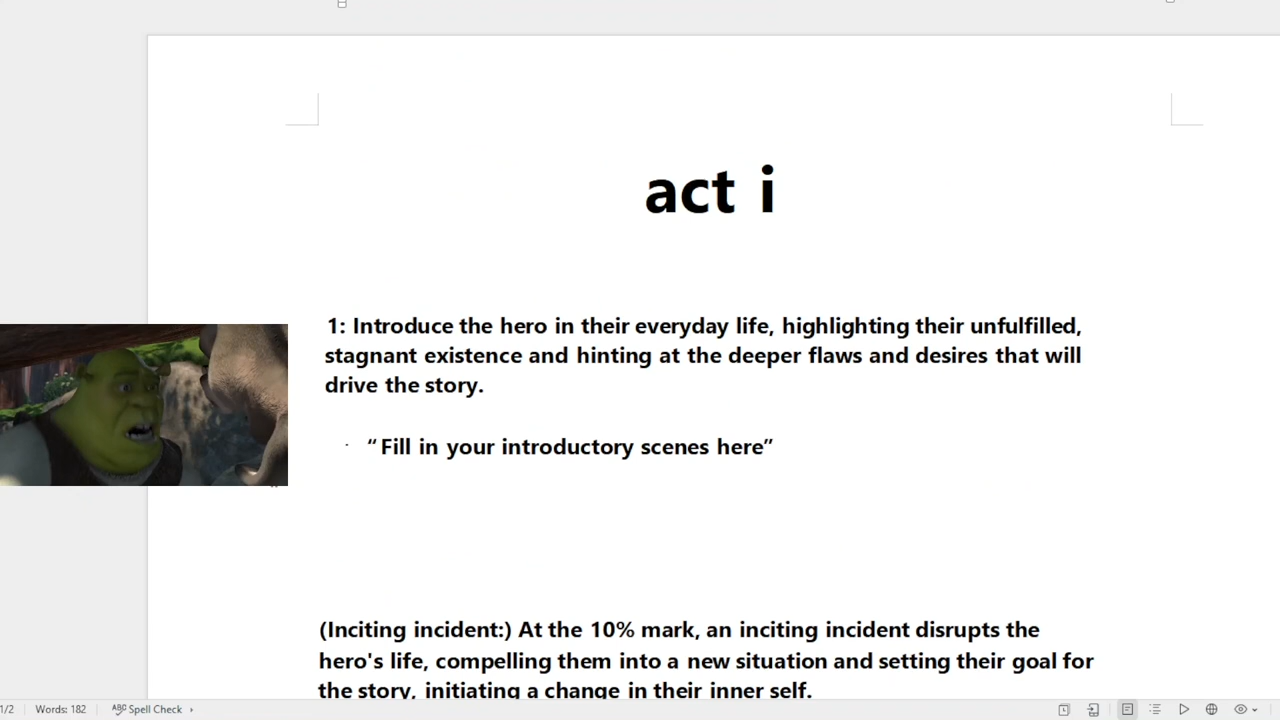 act i
1: Introduce the hero in their everyday life, highlighting their unfulfilled,
stagnant existence and hinting at the deeper flaws and desires that will
drive the story.
· “Fill in your introductory scenes here”
(Inciting incident:) At the 10% mark, an inciting incident disrupts the
hero's life, compelling them into a new situation and setting their goal for
the story, initiating a change in their inner self.
1/2 Words: 182 ABC Spell Check